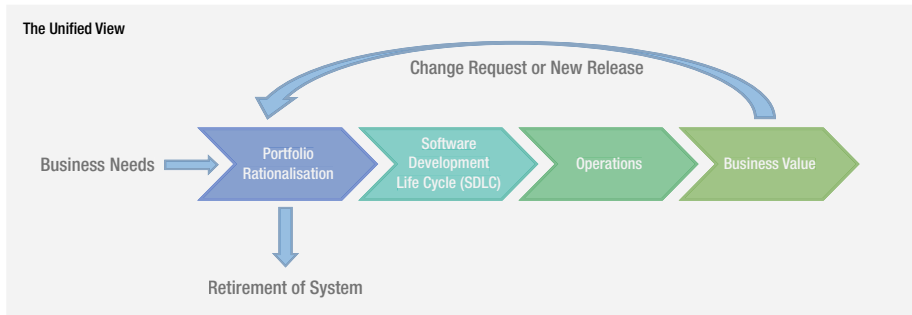 The Unified View
Change Request or New Release
Business Needs
Portfolio
Rationalisation
Software
Development
Life Cycle (SDLC)
Operations
Business Value
Retirement of System